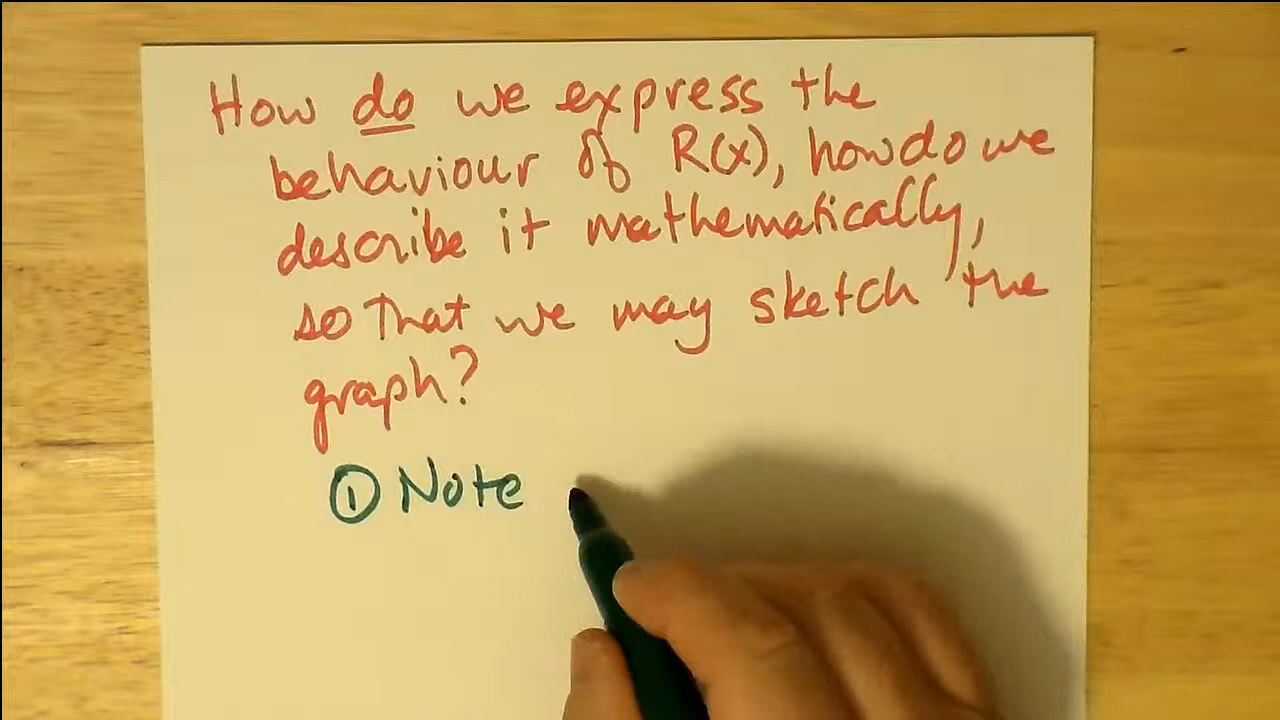 How do we express the
behaviour of R(x), how do we
describe it mathematically,
so that we may sketch the
graph?
① Note